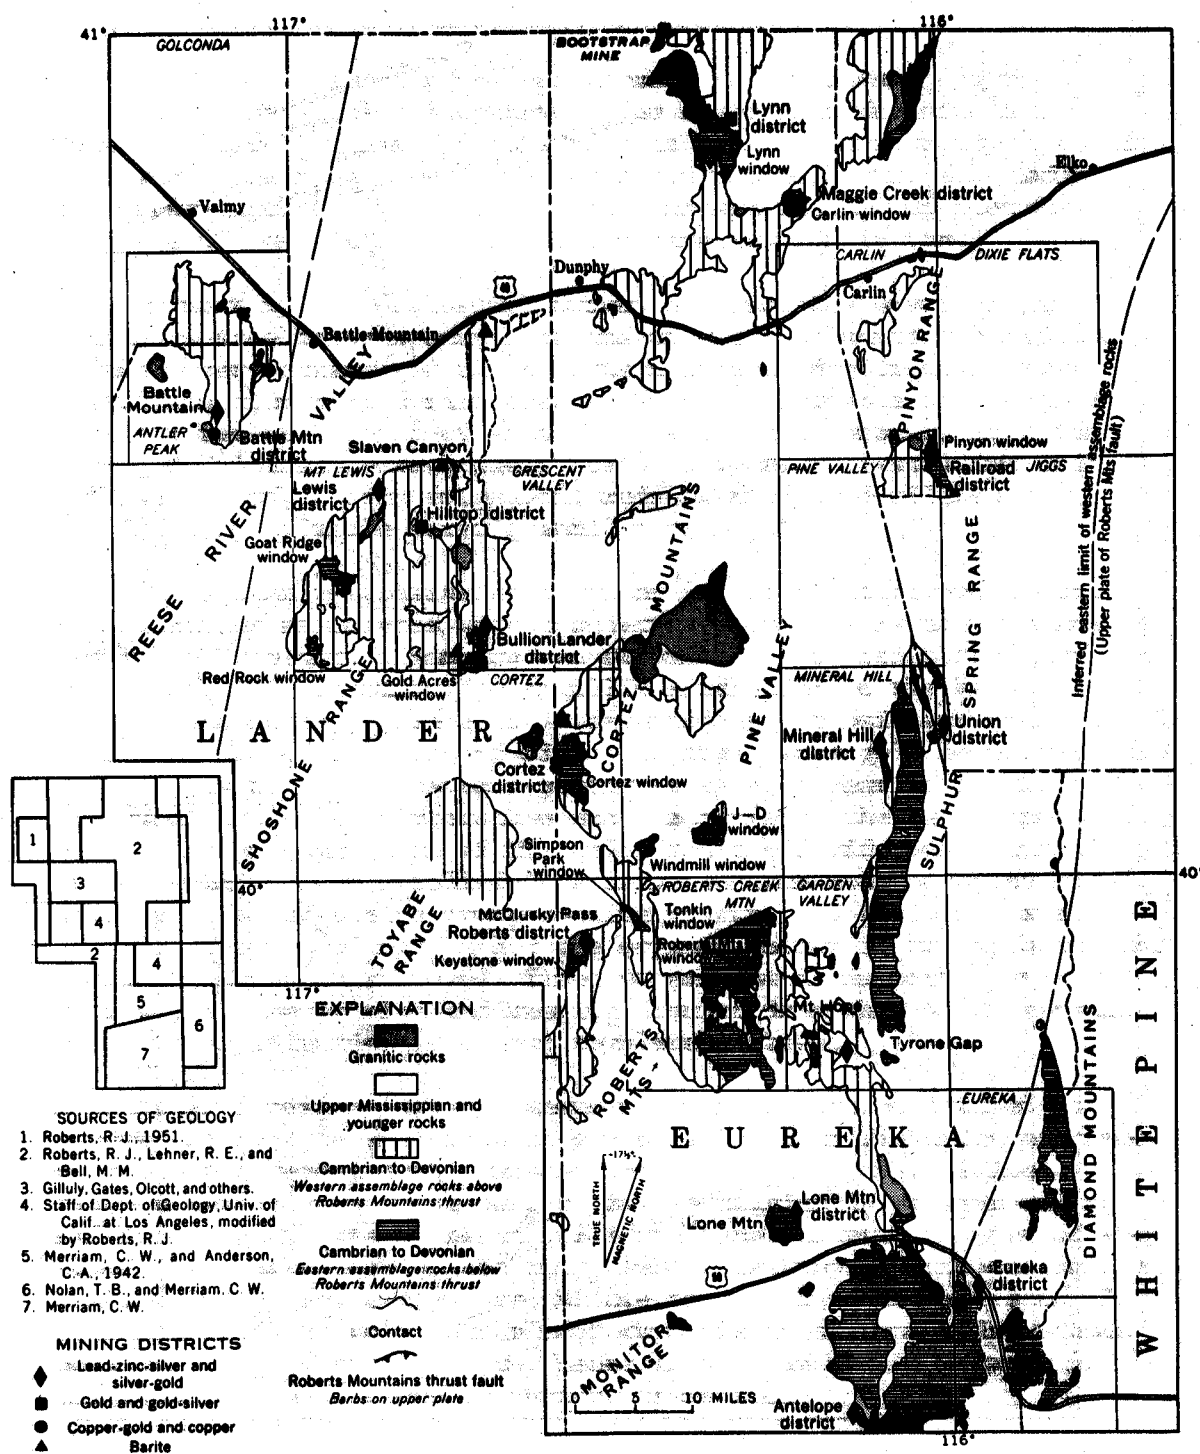 117°
116°
41°
GOLCONDA
BOOTSTRAP
MINE
Lynn
district
Lynn
window
Elko
Maggie Creek district
Carlin window
Valmy
CARLIN
DIXIE FLATS
Dunphy
Carlin
Battle Mountain
VALLEY
PINYON RANGE
Battle
Mountain
ANTLER
PEAK
Battle Mtn
district
Slaven Canyon
Pinyon window
MT LEWIS
CRESCENT
VALLEY
PINE VALLEY
Railroad
district
JIGGS
Lewis
district
Hilltop district
Goat Ridge
window
RIVER
REESE
MOUNTAINS
SPRING RANGE
Inferred eastern limit of western assemblage rocks
(Upper plate of Roberts Mts fault)
Bullion Lander
district
Red Rock window
Gold Acres
window
CORTEZ
MINERAL HILL
RANGE
CORTEZ
PINE VALLEY
LANDER
Mineral Hill
district
Union
district
Cortez
district
Cortez window
SHOSHONE
J-D
window
SULPHUR
Simpson
Park
window
Windmill window
1
2
3
4
2
4
5
6
7
40°
40°
ROBERTS CREEK
MTN
GARDEN
VALLEY
TOYABE
RANGE
McClusky Pass
Roberts district
Tonkin
window
Keystone window
117°
Mt Hope
Tyrone Gap
ROBERTS
MTS
EUREKA
EUREKA
DIAMOND MOUNTAINS
WHITE PINE
EXPLANATION
Granitic rocks
Upper Mississippian and
younger rocks
Cambrian to Devonian
Western assemblage rocks above
Roberts Mountains thrust
Cambrian to Devonian
Eastern assemblage rocks below
Roberts Mountains thrust
Contact
Roberts Mountains thrust fault
Barbs on upper plate
SOURCES OF GEOLOGY
1. Roberts, R. J., 1951.
2. Roberts, R. J., Lehner, R. E., and
Bell, M. M.
3. Gilluly, Gates, Olcott, and others.
4. Staff of Dept. of Geology, Univ. of
Calif. at Los Angeles, modified
by Roberts, R. J.
5. Merriam, C. W., and Anderson,
C. A., 1942.
6. Nolan, T. B., and Merriam. C. W.
7. Merriam, C. W.
MINING DISTRICTS
Lead-zinc-silver and
silver-gold
Gold and gold-silver
Copper-gold and copper
Barite
TRUE NORTH
MAGNETIC NORTH
Lone Mtn
Lone Mtn
district
Eureka
district
MONITOR
RANGE
0 5 10 MILES
Antelope
district
116°